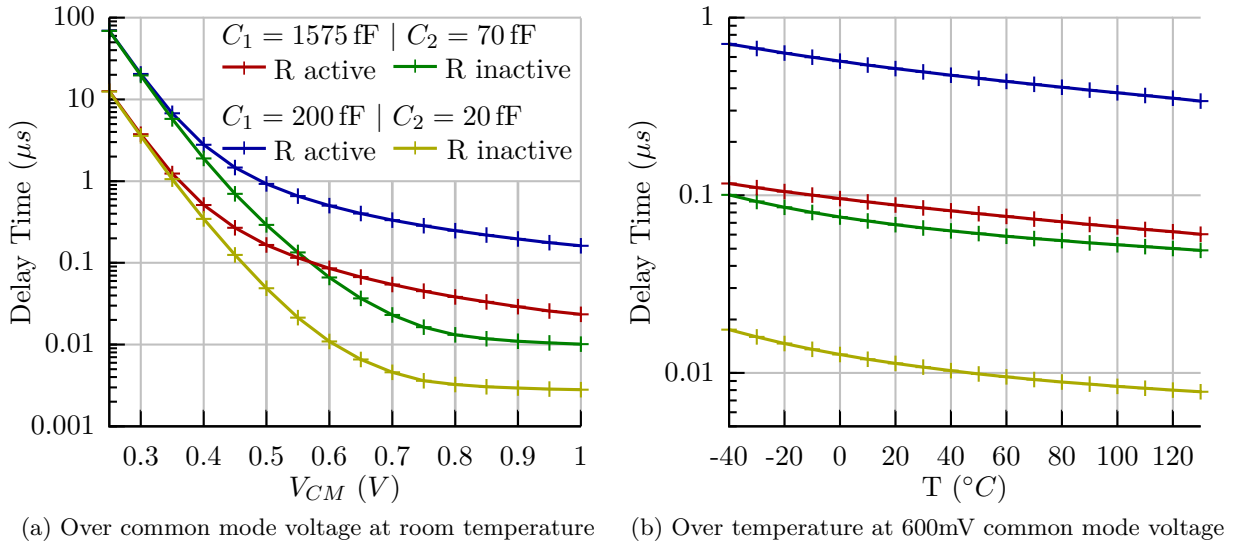 100
10
1
0.1
0.01
0.001
Delay Time (μs)
C₁ = 1575 fF | C₂ = 70 fF
R active R inactive
C₁ = 200 fF | C₂ = 20 fF
R active R inactive
0.3 0.4 0.5 0.6 0.7 0.8 0.9 1
V_CM (V)
(a) Over common mode voltage at room temperature
1
0.1
0.01
Delay Time (μs)
-40 -20 0 20 40 60 80 100 120
T (°C)
(b) Over temperature at 600mV common mode voltage